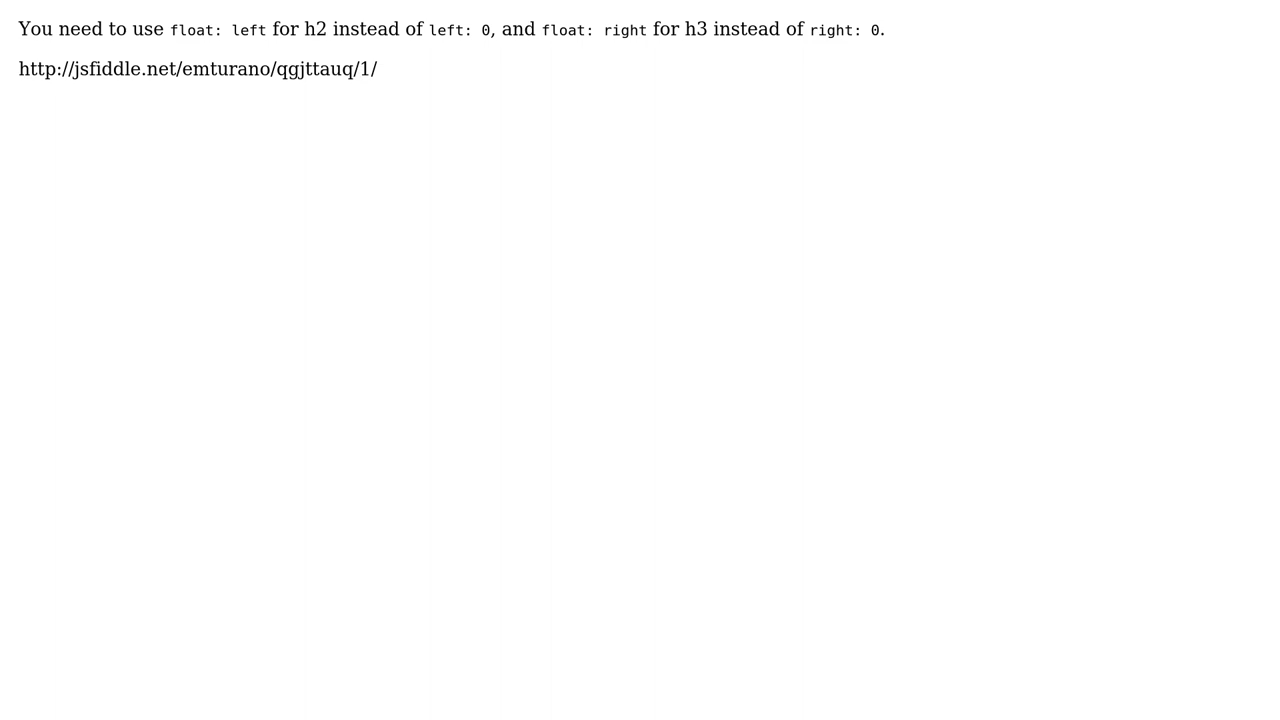 You need to use float: left for h2 instead of left: 0, and float: right for h3 instead of right: 0.
http://jsfiddle.net/emturano/qgjttauq/1/